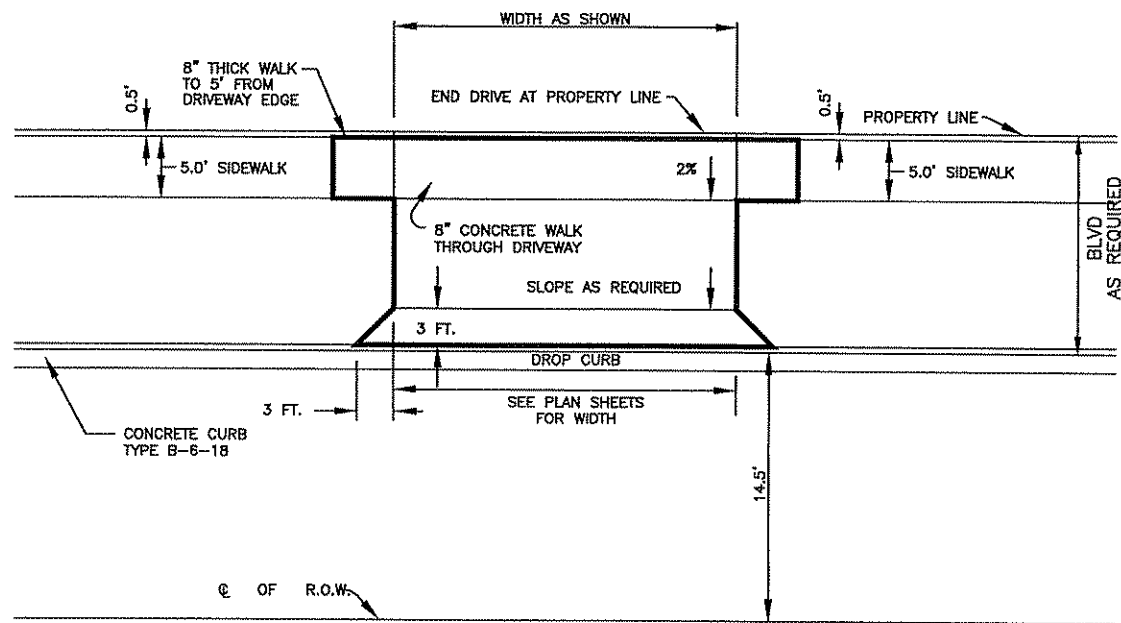 WIDTH AS SHOWN
8" THICK WALK
TO 5' FROM
DRIVEWAY EDGE
0.5'
END DRIVE AT PROPERTY LINE
0.5'
PROPERTY LINE
5.0' SIDEWALK
2%
5.0' SIDEWALK
8" CONCRETE WALK
THROUGH DRIVEWAY
BLVD
AS REQUIRED
SLOPE AS REQUIRED
3 FT.
DROP CURB
3 FT.
SEE PLAN SHEETS
FOR WIDTH
CONCRETE CURB
TYPE B-6-18
14.5'
℄ OF R.O.W.